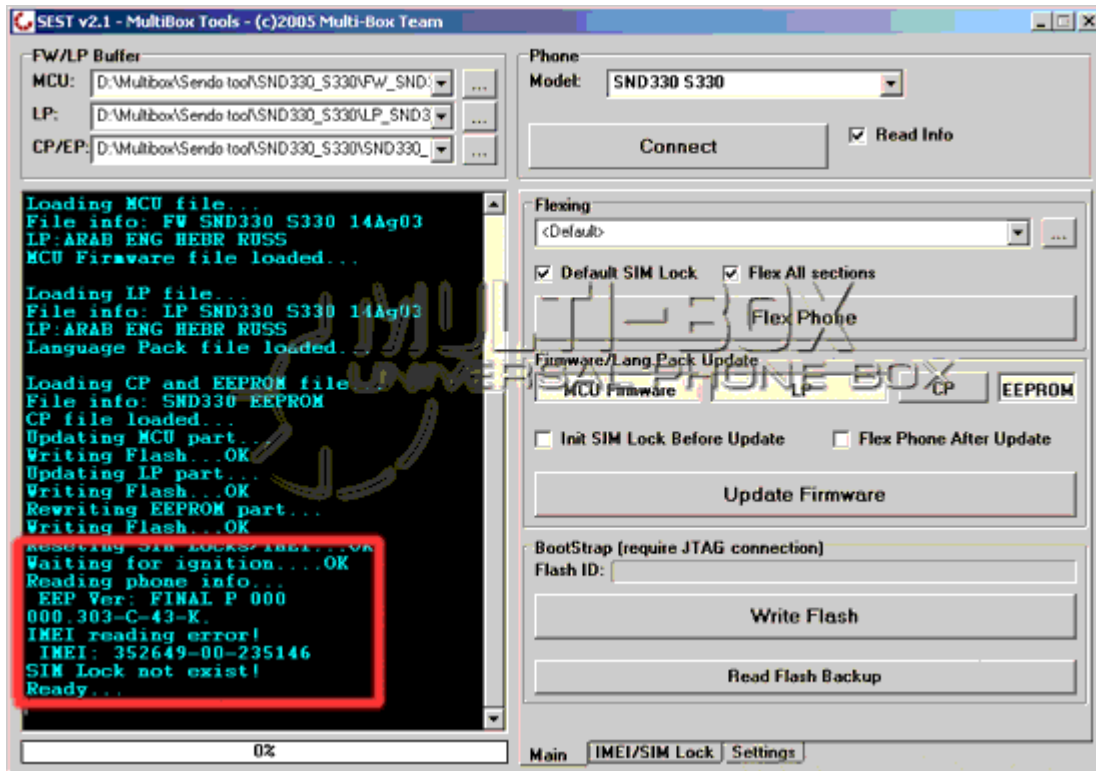 SEST v2.1 - MultiBox Tools - (c)2005 Multi-Box Team
FW/LP Buffer
MCU: D:\Multibox\Sendo tool\SND330_S330\FW_SND: ...
LP: D:\Multibox\Sendo tool\SND330_S330\LP_SND3 ...
CP/EP: D:\Multibox\Sendo tool\SND330_S330\SND330_ ...
Phone
Model: SND330 S330
Connect
Read Info
Loading MCU file...
File info: FW SND330 S330 14Ag03
LP:ARAB ENG HEBR RUSS
MCU Firmware file loaded...
Loading LP file...
File info: LP SND330 S330 14Ag03
LP:ARAB ENG HEBR RUSS
Language Pack file loaded...
Loading CP and EEPROM file...
File info: SND330 EEPROM
CP file loaded...
Updating MCU part...
Writing Flash...OK
Updating LP part...
Writing Flash...OK
Rewriting EEPROM part...
Writing Flash...OK
Reseting Sim Locks/IMEI...OK
Waiting for ignition....OK
Reading phone info...
EEP Ver: FINAL P 000
000.303-C-43-K.
IMEI reading error!
IMEI: 352649-00-235146
SIM Lock not exist!
Ready...
0%
Flexing
<Default> ...
Default SIM Lock Flex All sections
Flex Phone
MULTI-BOX
UNIVERSAL PHONE BOX
Firmware/Lang.Pack Update
MCU Firmware LP CP EEPROM
Init SIM Lock Before Update Flex Phone After Update
Update Firmware
BootStrap (require JTAG connection)
Flash ID:
Write Flash
Read Flash Backup
Main IMEI/SIM Lock Settings